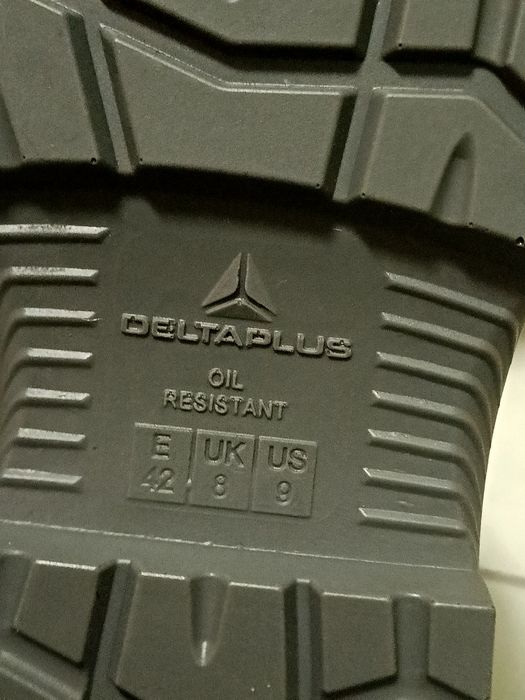 DELTAPLUS
OIL
RESISTANT
E UK US
42 8 9